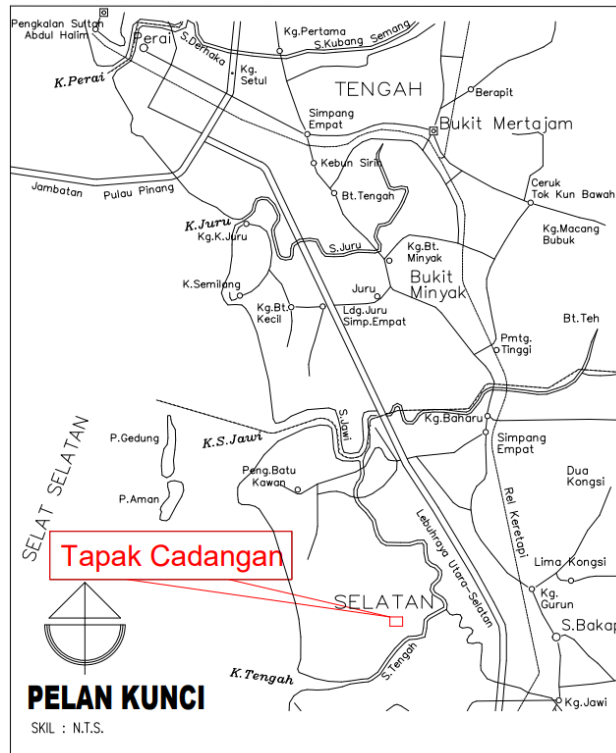 Pengkalan Sultan
Abdul Halim
Perai
K.Perai
S.Derhaka
Kg.Pertama
S.Kubang Semang
Kg.
Setul
TENGAH
Berapit
Simpang
Empat
Bukit Mertajam
Kebun Sirih
Bt.Tengah
Ceruk
Tok Kun Bawah
Jambatan Pulau Pinang
K.Juru
Kg.K.Juru
S.Juru
Kg.Macang
Bubuk
Kg.Bt.
Minyak
Bukit
Minyak
K.Semilang
Juru
Kg.Bt.
Kecil
Ldg.Juru
Simp.Empat
Bt.Teh
Pmtg.
Tinggi
P.Gedung
K.S.Jawi
S.Jawi
Kg.Baharu
Simpang
Empat
Peng.Batu
Kawan
P.Aman
SELAT SELATAN
Dua
Kongsi
Rel Keretapi
Lebuhraya Utara-Selatan
Tapak Cadangan
Lima Kongsi
SELATAN
Kg.
Gurun
S.Bakap
K.Tengah
S.Tengah
PELAN KUNCI
SKIL : N.T.S.
Kg.Jawi